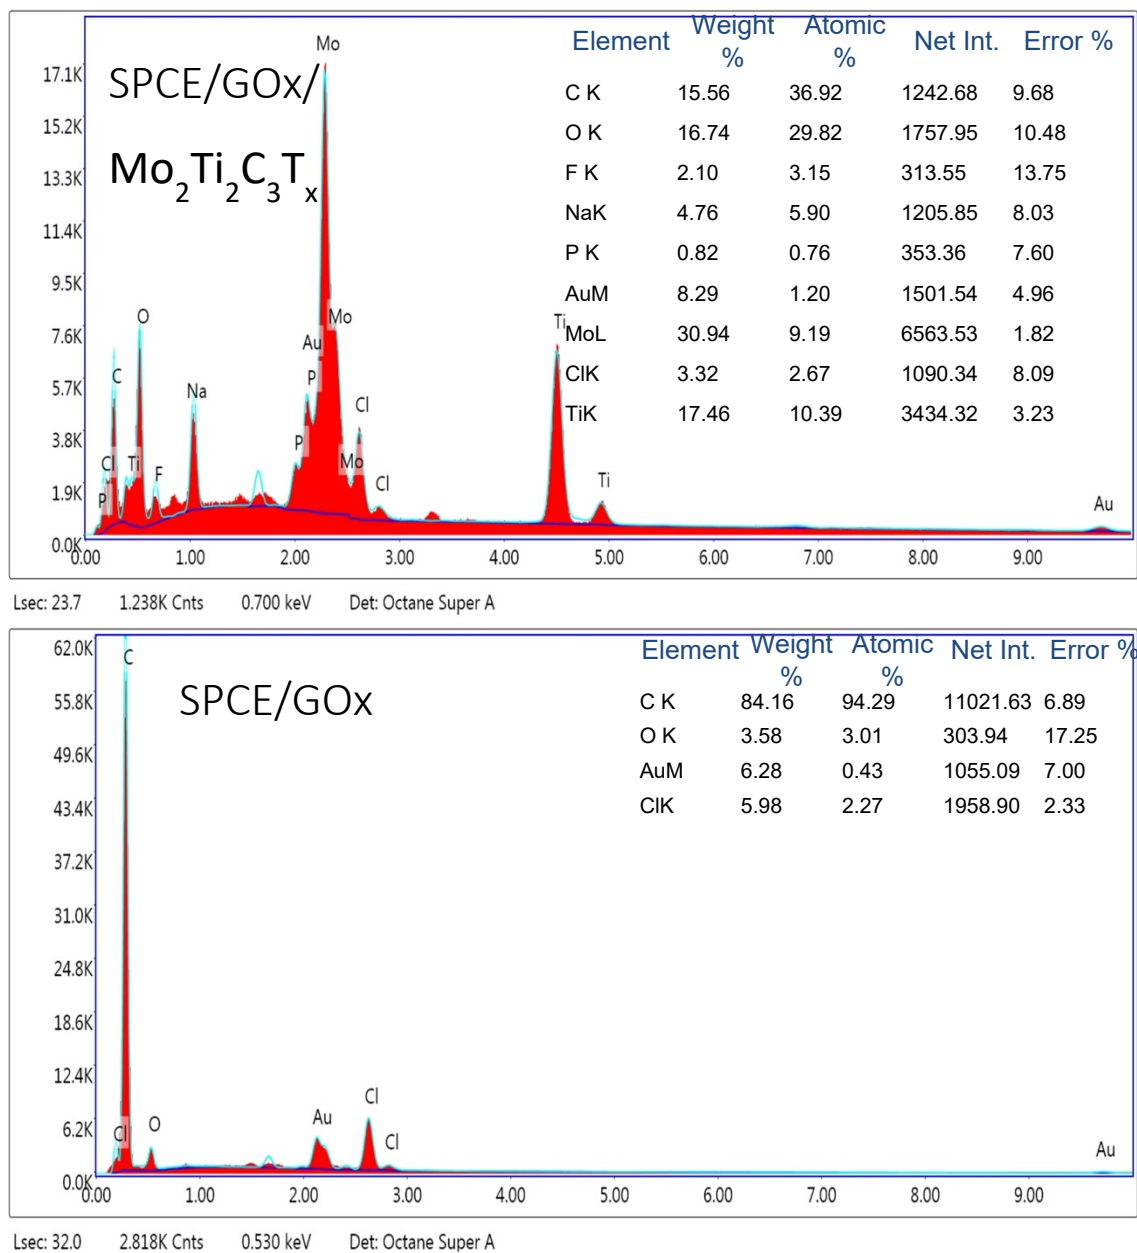 SPCE/GOx/
Mo2Ti2C3Tx
Element Weight % Atomic % Net Int. Error %
C K 15.56 36.92 1242.68 9.68
O K 16.74 29.82 1757.95 10.48
F K 2.10 3.15 313.55 13.75
NaK 4.76 5.90 1205.85 8.03
P K 0.82 0.76 353.36 7.60
AuM 8.29 1.20 1501.54 4.96
MoL 30.94 9.19 6563.53 1.82
ClK 3.32 2.67 1090.34 8.09
TiK 17.46 10.39 3434.32 3.23
17.1K
15.2K
13.3K
11.4K
9.5K
7.6K
5.7K
3.8K
1.9K
0.0K
P
Cl
C
Ti
O
F
Na
P
Au
P
Mo
Mo
Mo
Cl
Cl
Ti
Ti
Au
0.00 1.00 2.00 3.00 4.00 5.00 6.00 7.00 8.00 9.00
Lsec: 23.7 1.238K Cnts 0.700 keV Det: Octane Super A
SPCE/GOx
Element Weight % Atomic % Net Int. Error %
C K 84.16 94.29 11021.63 6.89
O K 3.58 3.01 303.94 17.25
AuM 6.28 0.43 1055.09 7.00
ClK 5.98 2.27 1958.90 2.33
62.0K
55.8K
49.6K
43.4K
37.2K
31.0K
24.8K
18.6K
12.4K
6.2K
0.0K
C
Cl
O
Au
Cl
Cl
Au
0.00 1.00 2.00 3.00 4.00 5.00 6.00 7.00 8.00 9.00
Lsec: 32.0 2.818K Cnts 0.530 keV Det: Octane Super A